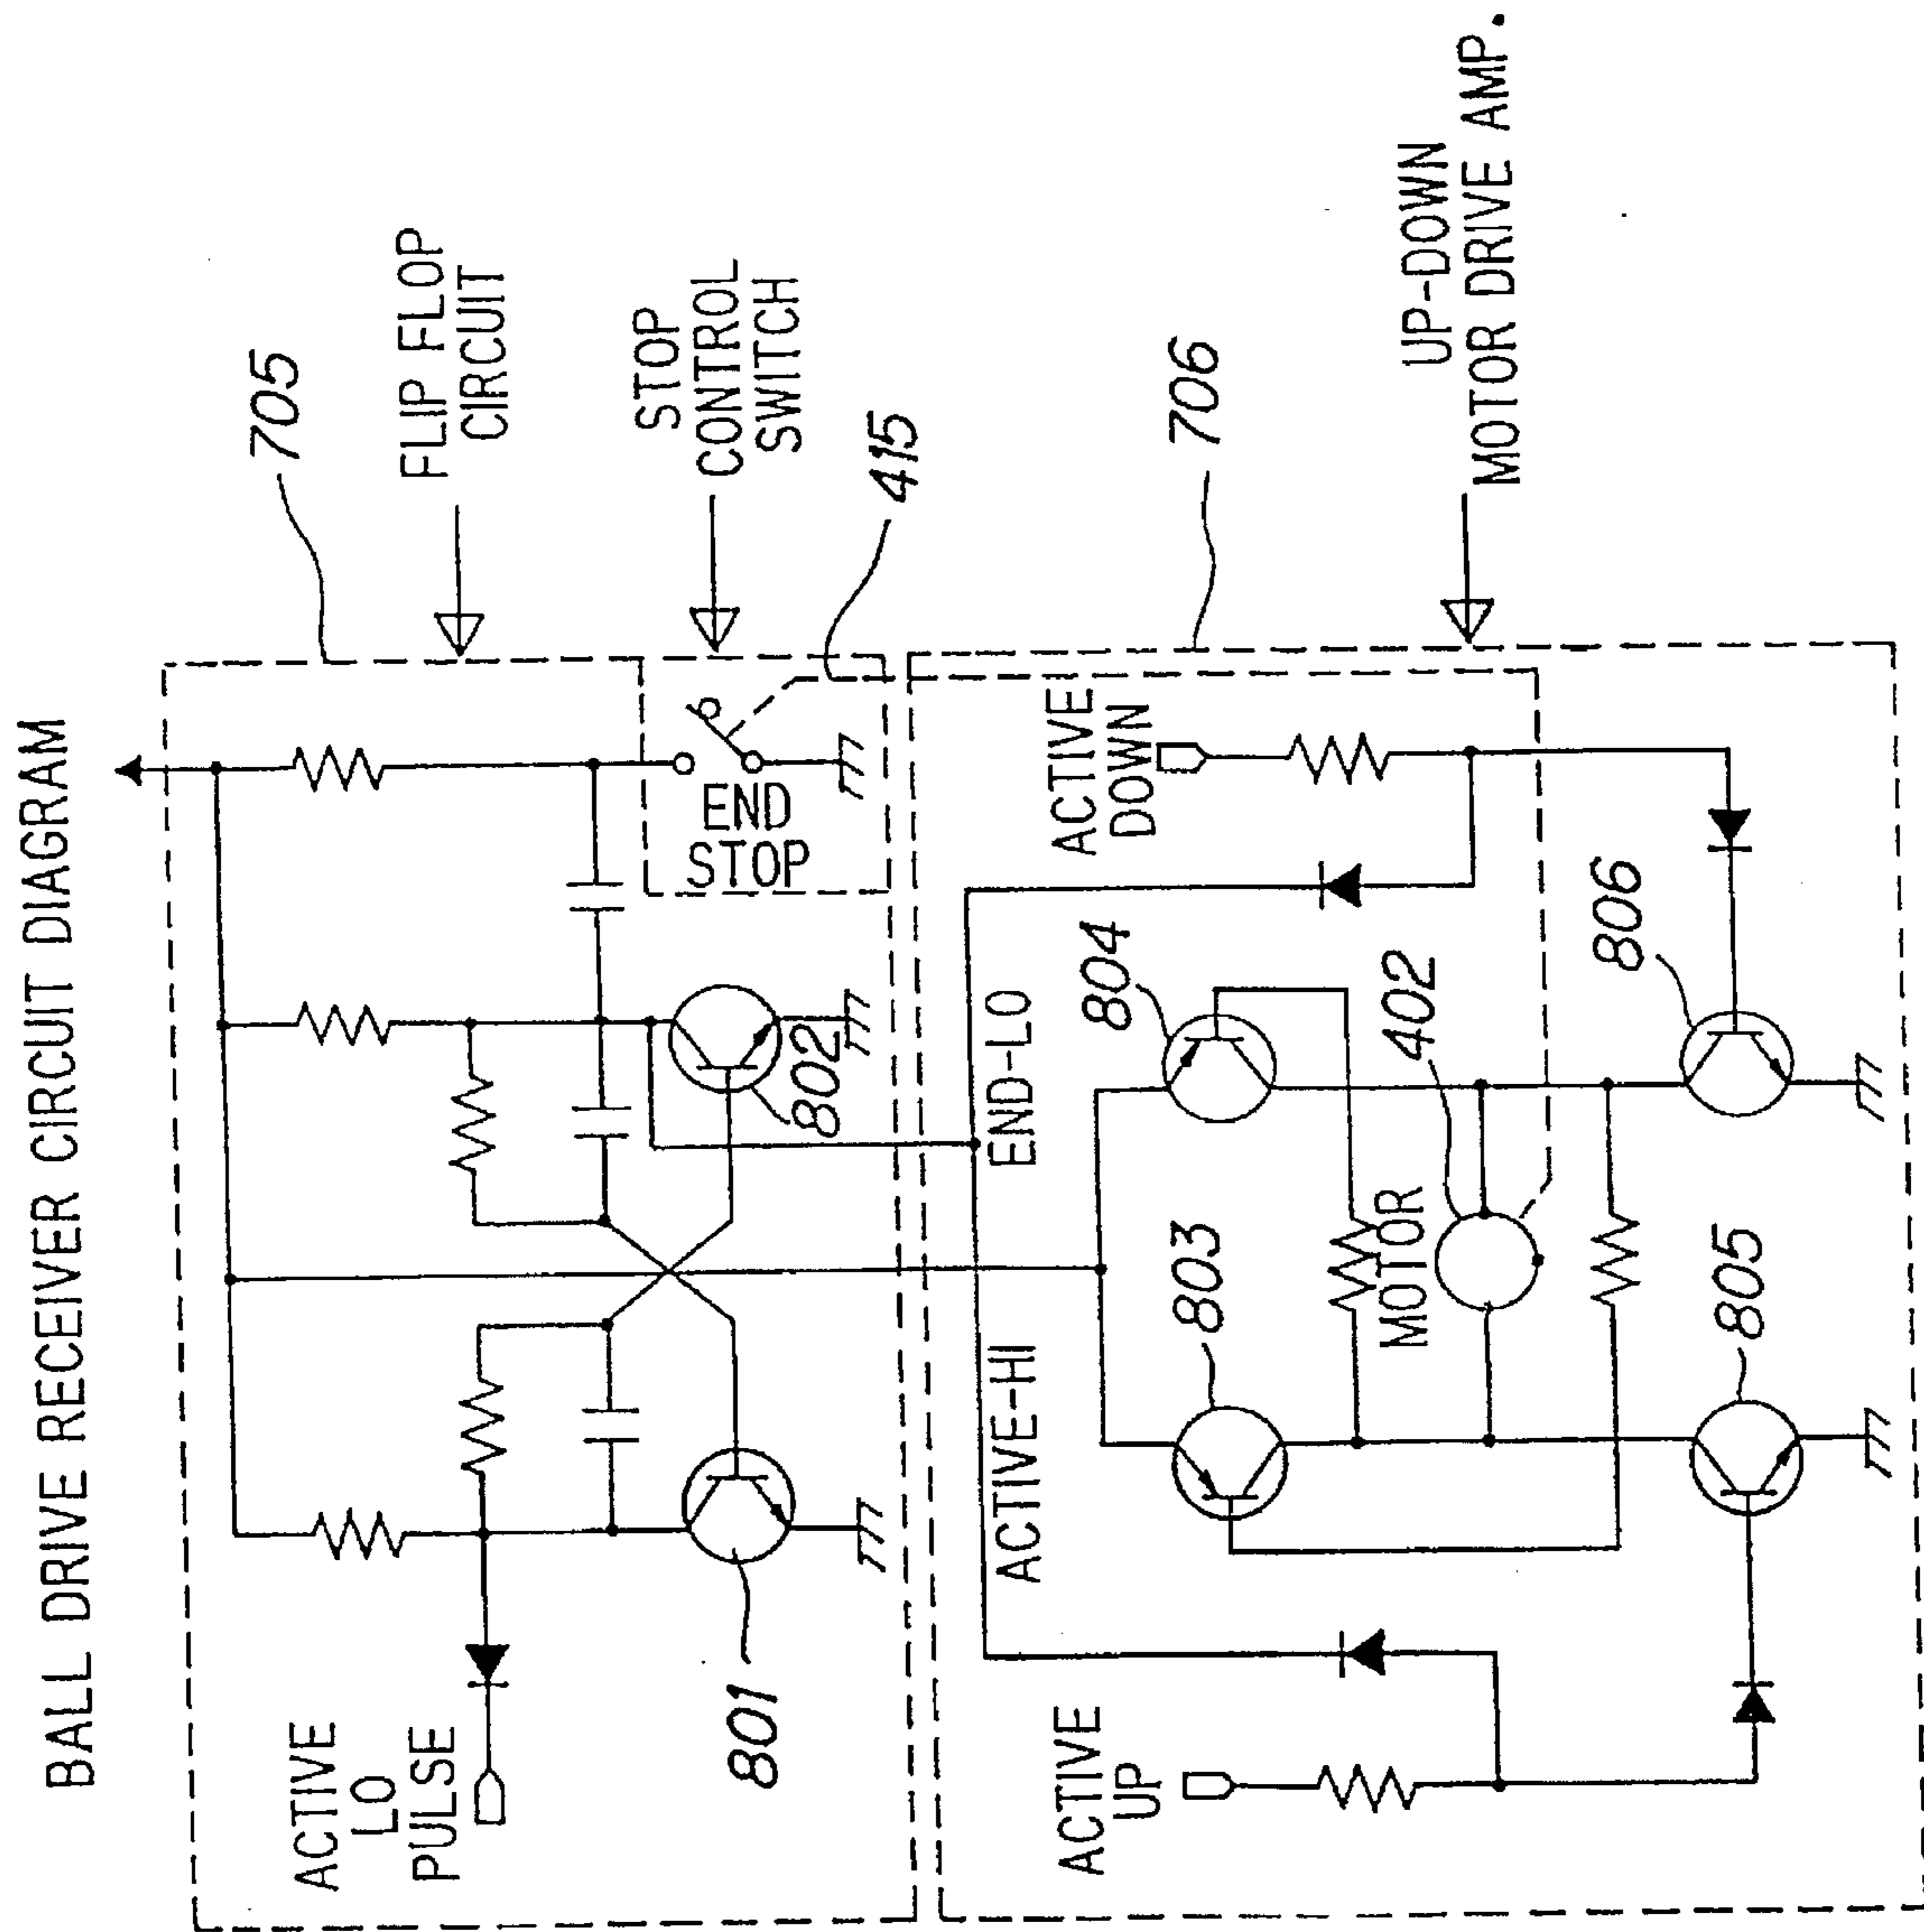 BALL DRIVE RECEIVER CIRCUIT DIAGRAM
705
FLIP FLOP
CIRCUIT
STOP
CONTROL
SWITCH
415
ACTIVE
LO
PULSE
801
802
END
STOP
706
UP-DOWN
MOTOR DRIVE AMP.
ACTIVE
UP
ACTIVE-HI
END-LO
ACTIVE
DOWN
803
804
MOTOR
402
805
806